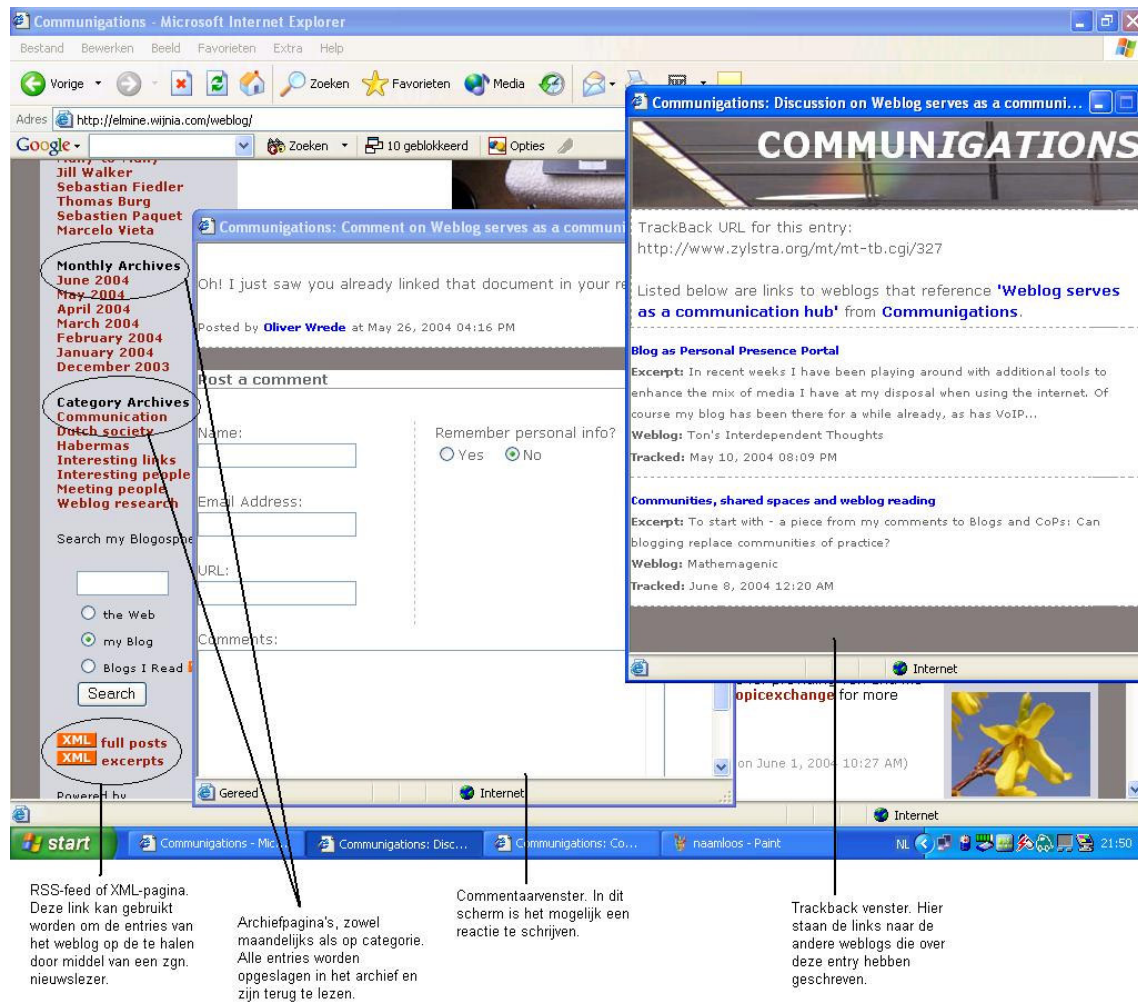 Communigations - Microsoft Internet Explorer
Bestand Bewerken Beeld Favorieten Extra Help
Vorige Zoeken Favorieten Media
Adres http://elmine.wijnia.com/weblog/
Google Zoeken 10 geblokkeerd Opties
Many-to-Many
Jill Walker
Sebastian Fiedler
Thomas Burg
Sebastien Paquet
Marcelo Vieta
Monthly Archives
June 2004
May 2004
April 2004
March 2004
February 2004
January 2004
December 2003
Category Archives
Communication
Dutch society
Habermas
Interesting links
Interesting people
Meeting people
Weblog research
Search my Blogosphe
the Web
my Blog
Blogs I Read
Search
XML full posts
XML excerpts
Powered by
Communigations: Comment on Weblog serves as a communi
Oh! I just saw you already linked that document in your re
Posted by Oliver Wrede at May 26, 2004 04:16 PM
Post a comment
Name:
Remember personal info?
Yes No
Email Address:
URL:
Comments:
Gereed Internet
Communigations: Discussion on Weblog serves as a communi...
COMMUNIGATIONS
TrackBack URL for this entry:
http://www.zylstra.org/mt/mt-tb.cgi/327
Listed below are links to weblogs that reference 'Weblog serves
as a communication hub' from Communigations.
Blog as Personal Presence Portal
Excerpt: In recent weeks I have been playing around with additional tools to
enhance the mix of media I have at my disposal when using the internet. Of
course my blog has been there for a while already, as has VoIP...
Weblog: Ton's Interdependent Thoughts
Tracked: May 10, 2004 08:09 PM
Communities, shared spaces and weblog reading
Excerpt: To start with - a piece from my comments to Blogs and CoPs: Can
blogging replace communities of practice?
Weblog: Mathemagenic
Tracked: June 8, 2004 12:20 AM
Internet
opicexchange for more
on June 1, 2004 10:27 AM)
Internet
start Communigations - Mic... Communigations: Disc... Communigations: Co... naamloos - Paint NL 21:50
RSS-feed of XML-pagina.
Deze link kan gebruikt
worden om de entries van
het weblog op de te halen
door middel van een zgn.
nieuwslezer.
Archiefpagina's, zowel
maandelijks als op categorie.
Alle entries worden
opgeslagen in het archief en
zijn terug te lezen.
Commentaarvenster. In dit
scherm is het mogelijk een
reactie te schrijven.
Trackback venster. Hier
staan de links naar de
andere weblogs die over
deze entry hebben
geschreven.